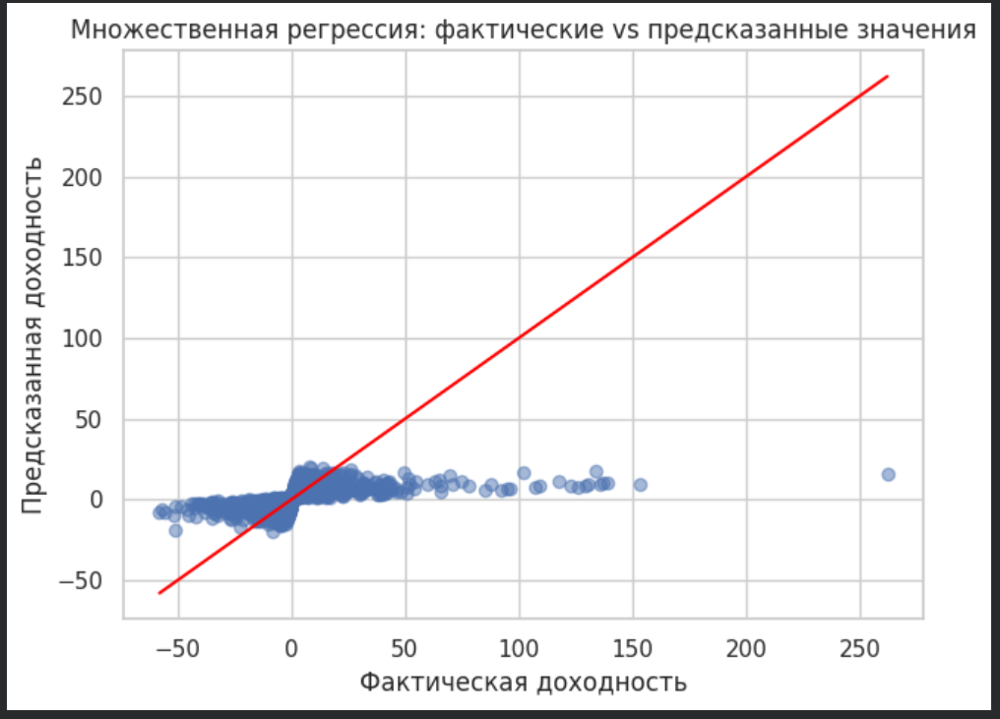 Множественная регрессия: фактические vs предсказанные значения
Предсказанная доходность
250
200
150
100
50
0
−50
−50 0 50 100 150 200 250
Фактическая доходность